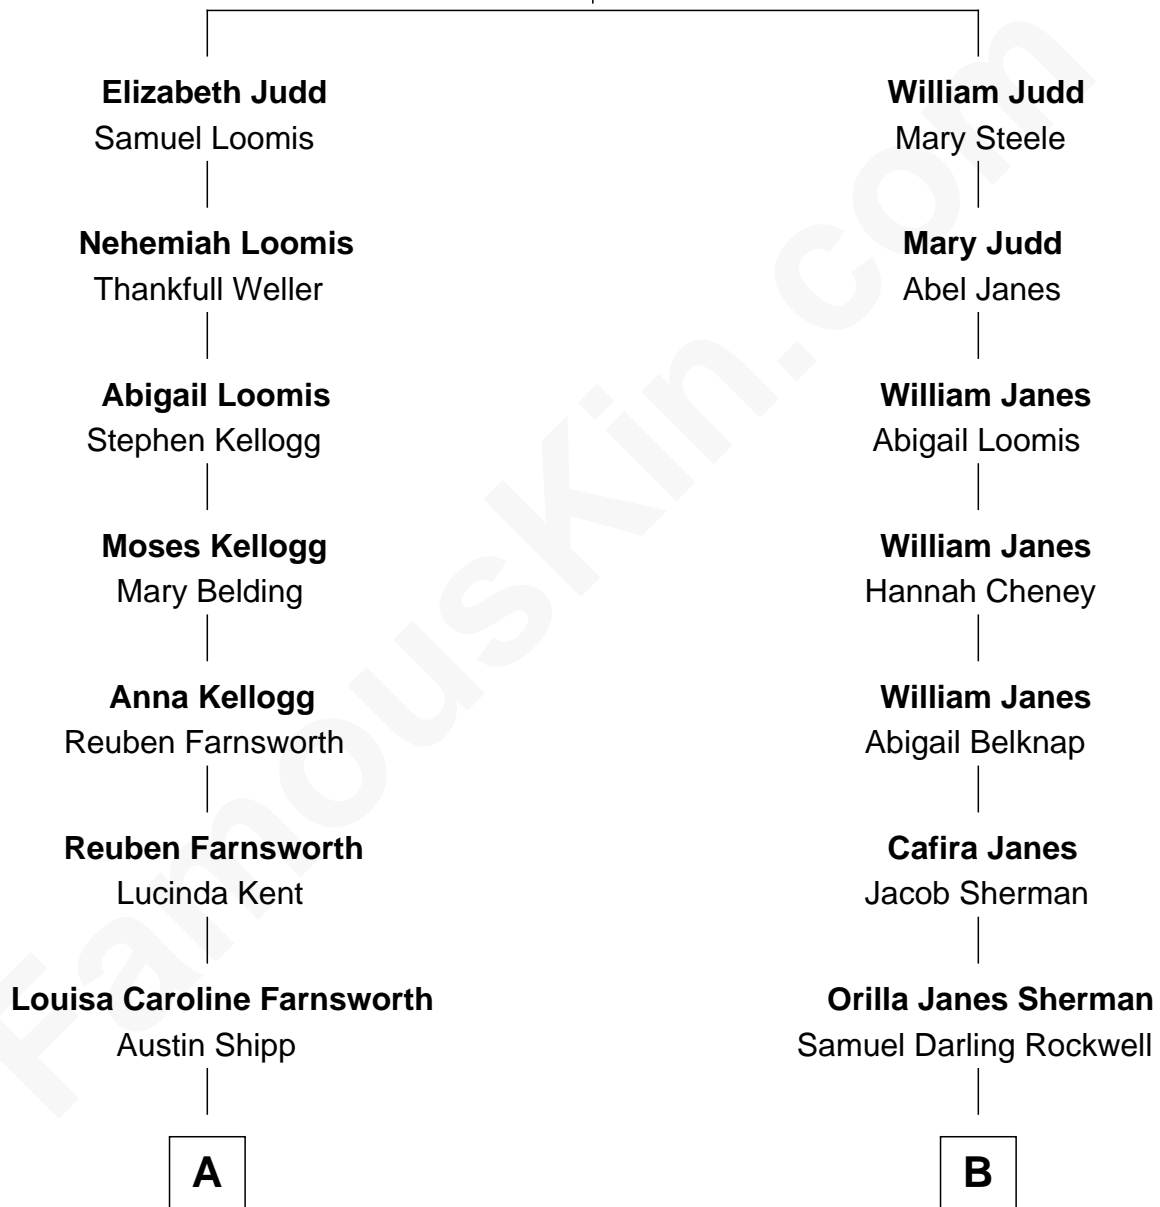 Elizabeth Judd
Samuel Loomis
Nehemiah Loomis
Thankfull Weller
Abigail Loomis
Stephen Kellogg
Moses Kellogg
Mary Belding
Anna Kellogg
Reuben Farnsworth
Reuben Farnsworth
Lucinda Kent
Louisa Caroline Farnsworth
Austin Shipp
A
William Judd
Mary Steele
Mary Judd
Abel Janes
William Janes
Abigail Loomis
William Janes
Hannah Cheney
William Janes
Abigail Belknap
Cafira Janes
Jacob Sherman
Orilla Janes Sherman
Samuel Darling Rockwell
B
FamousKin.com